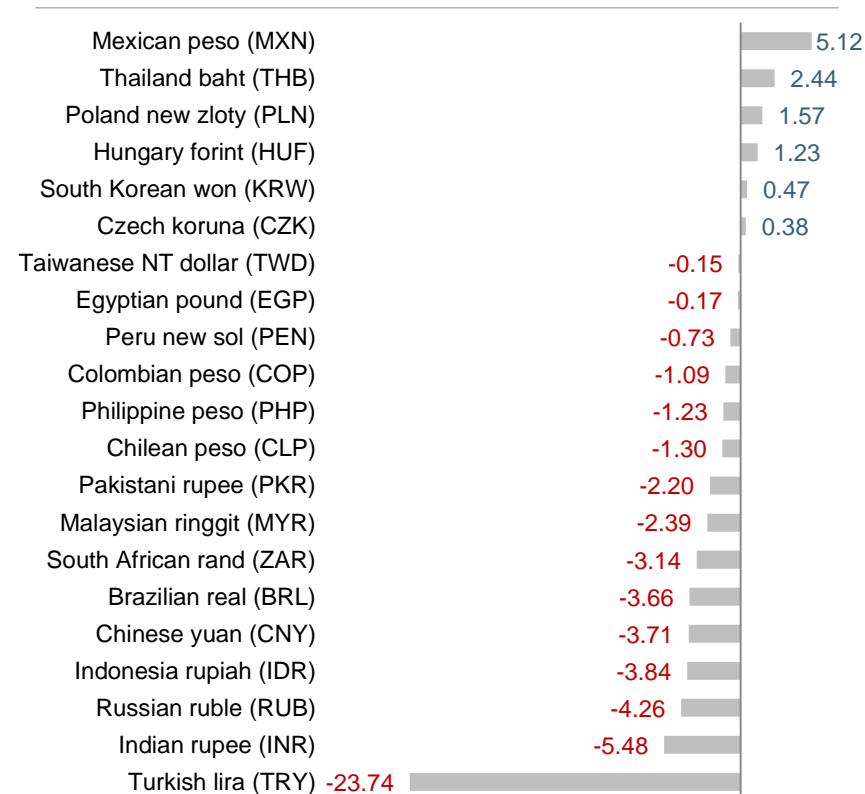 Mexican peso (MXN) 5.12
Thailand baht (THB) 2.44
Poland new zloty (PLN) 1.57
Hungary forint (HUF) 1.23
South Korean won (KRW) 0.47
Czech koruna (CZK) 0.38
Taiwanese NT dollar (TWD) -0.15
Egyptian pound (EGP) -0.17
Peru new sol (PEN) -0.73
Colombian peso (COP) -1.09
Philippine peso (PHP) -1.23
Chilean peso (CLP) -1.30
Pakistani rupee (PKR) -2.20
Malaysian ringgit (MYR) -2.39
South African rand (ZAR) -3.14
Brazilian real (BRL) -3.66
Chinese yuan (CNY) -3.71
Indonesia rupiah (IDR) -3.84
Russian ruble (RUB) -4.26
Indian rupee (INR) -5.48
Turkish lira (TRY) -23.74